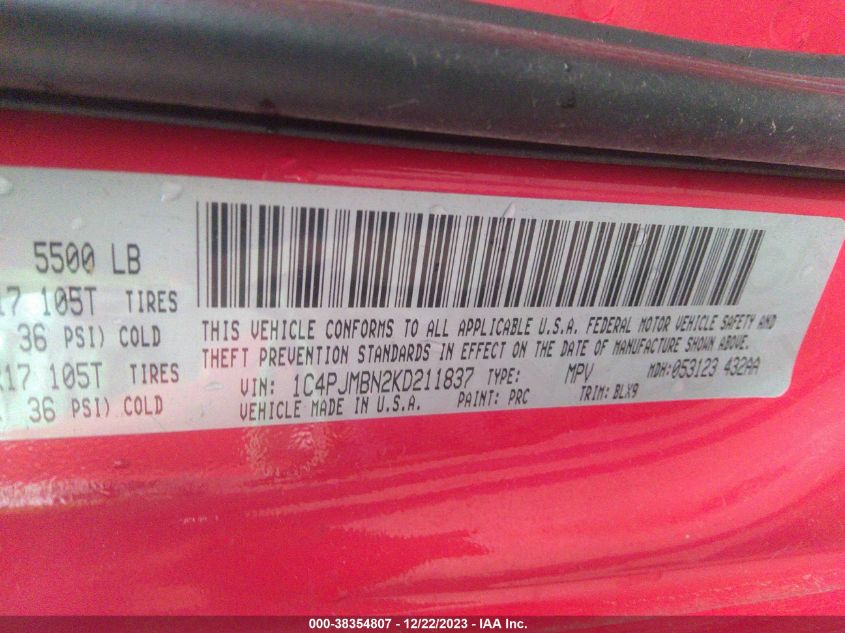 5500 LB
17 105T TIRES
36 PSI) COLD
R17 105T TIRES
36 PSI) COLD
THIS VEHICLE CONFORMS TO ALL APPLICABLE U.S.A. FEDERAL MOTOR VEHICLE SAFETY AND
THEFT PREVENTION STANDARDS IN EFFECT ON THE DATE OF MANUFACTURE SHOWN ABOVE.
VIN: 1C4PJMBN2KD211837 TYPE: MPV MDH:053123 432AA
VEHICLE MADE IN U.S.A. PAINT: PRC TRIM: BLX9
000-38354807 - 12/22/2023 - IAA Inc.